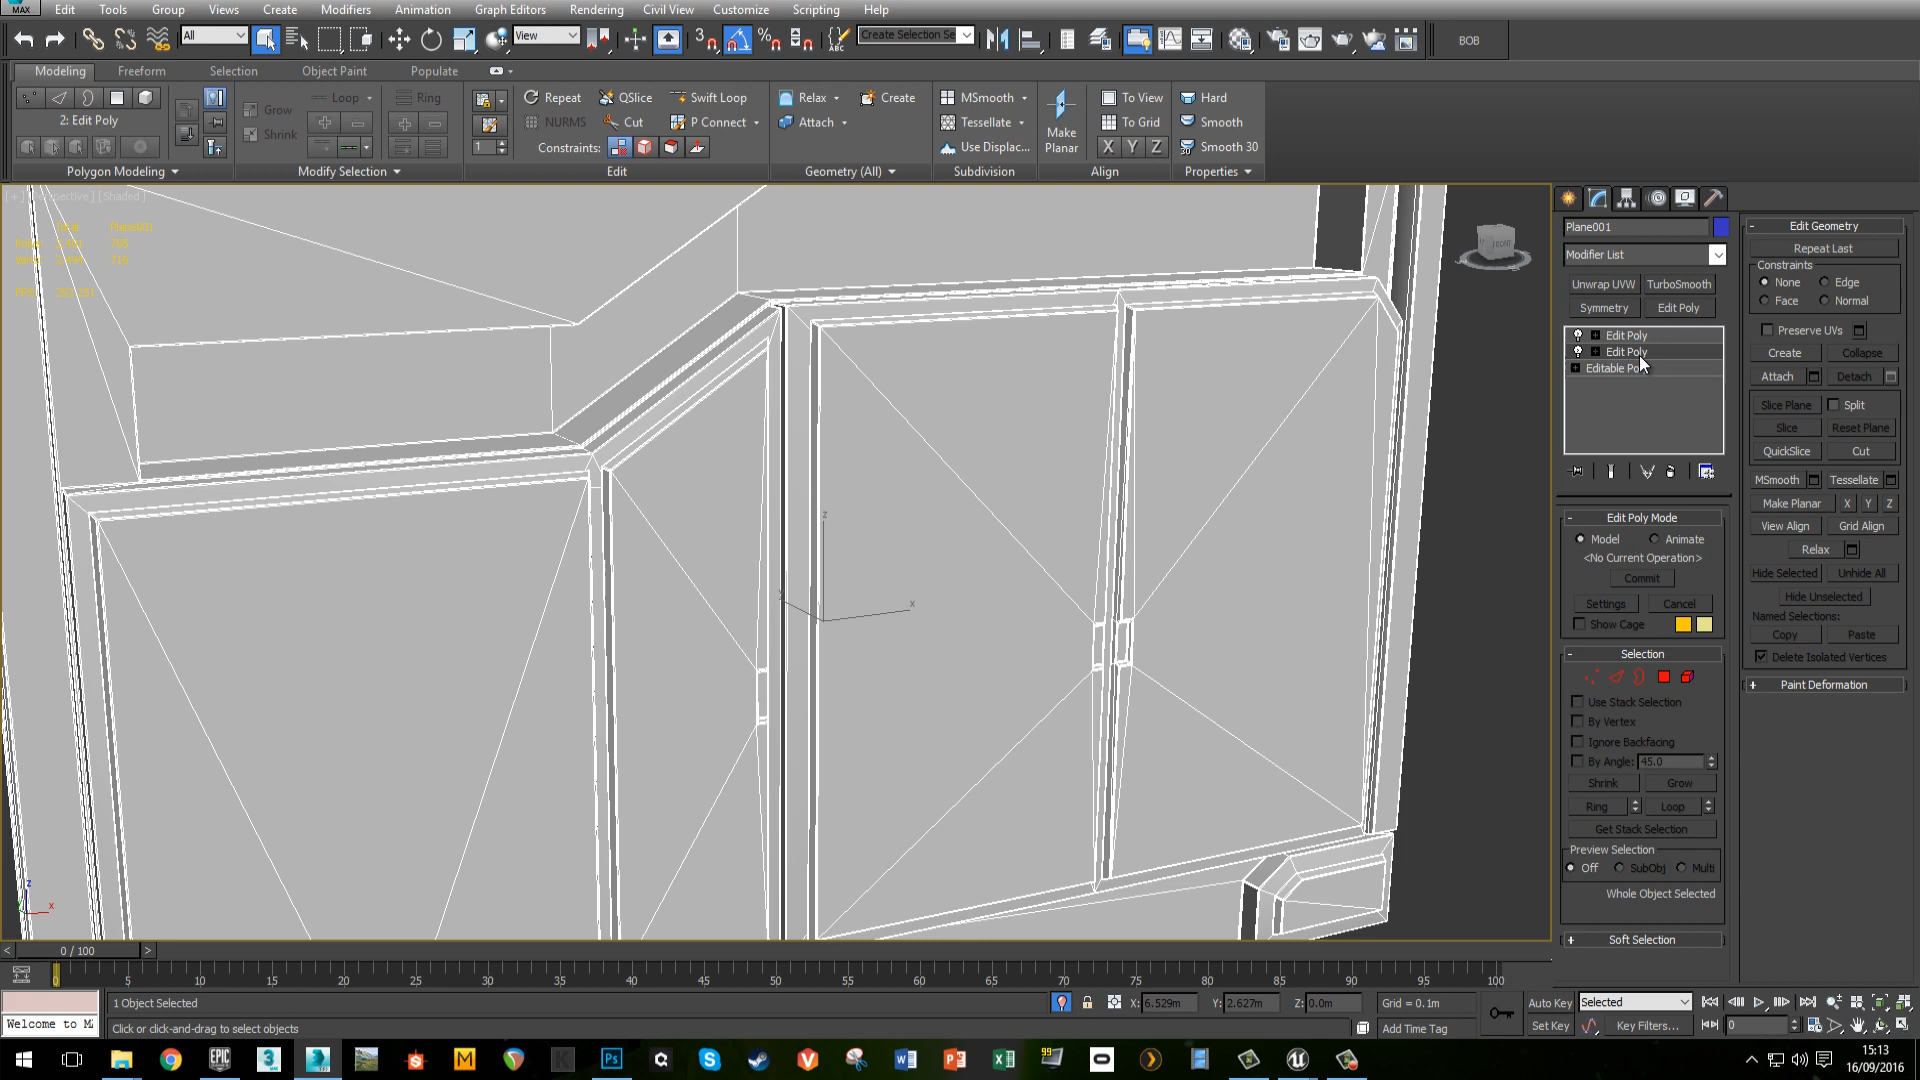 MAX Edit Tools Group Views Create Modifiers Animation Graph Editors Rendering Civil View Customize Scripting Help
All View 3 Create Selection Se BOB
Modeling Freeform Selection Object Paint Populate
Grow Loop Ring Repeat QSlice Swift Loop Relax Create MSmooth To View Hard
2: Edit Poly Shrink NURMS Cut P Connect Attach Tessellate Make Planar To Grid Smooth
1 Constraints: Use Displac... X Y Z Smooth 30
Polygon Modeling Modify Selection Edit Geometry (All) Subdivision Align Properties
[+] [Shaded]
Total Plane001
Plane001
Modifier List
Unwrap UVW TurboSmooth
Symmetry Edit Poly
Edit Poly
Edit Poly
Editable Po
Edit Poly Mode
Model Animate
<No Current Operation>
Commit
Settings Cancel
Show Cage
Selection
Use Stack Selection
By Vertex
Ignore Backfacing
By Angle: 45.0
Shrink Grow
Ring Loop
Get Stack Selection
Preview Selection
Off SubObj Multi
Whole Object Selected
Soft Selection
Edit Geometry
Repeat Last
Constraints
None Edge
Face Normal
Preserve UVs
Create Collapse
Attach Detach
Slice Plane Split
Slice Reset Plane
QuickSlice Cut
MSmooth Tessellate
Make Planar X Y Z
View Align Grid Align
Relax
Hide Selected Unhide All
Hide Unselected
Named Selections:
Copy Paste
Delete Isolated Vertices
Paint Deformation
FRONT
z
x
z
x
< 0 / 100 >
0 5 10 15 20 25 30 35 40 45 50 55 60 65 70 75 80 85 90 95 100
1 Object Selected X: 6.529m Y: 2.627m Z: 0.0m Grid = 0.1m Auto Key Selected
Welcome to M Click or click-and-drag to select objects Add Time Tag Set Key Key Filters... 0
15:13
16/09/2016